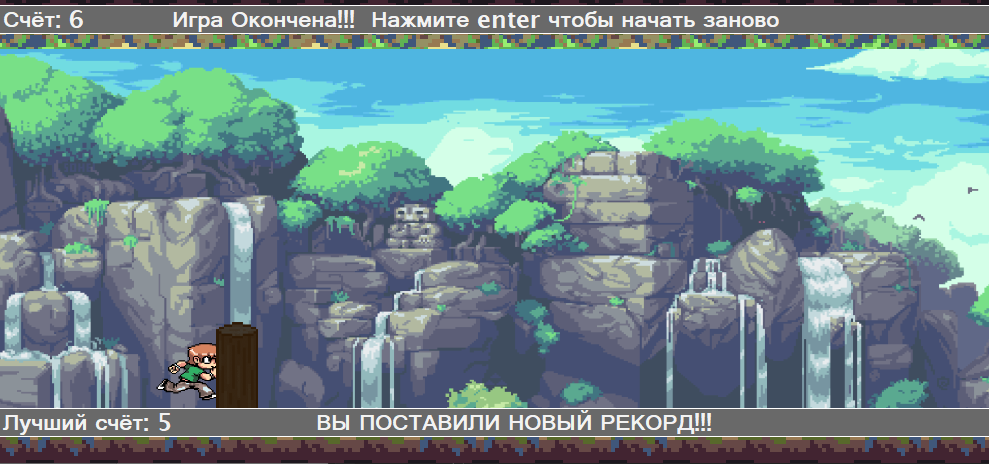 Счёт: 6 Игра Окончена!!! Нажмите enter чтобы начать заново
Лучший счёт: 5 ВЫ ПОСТАВИЛИ НОВЫЙ РЕКОРД!!!